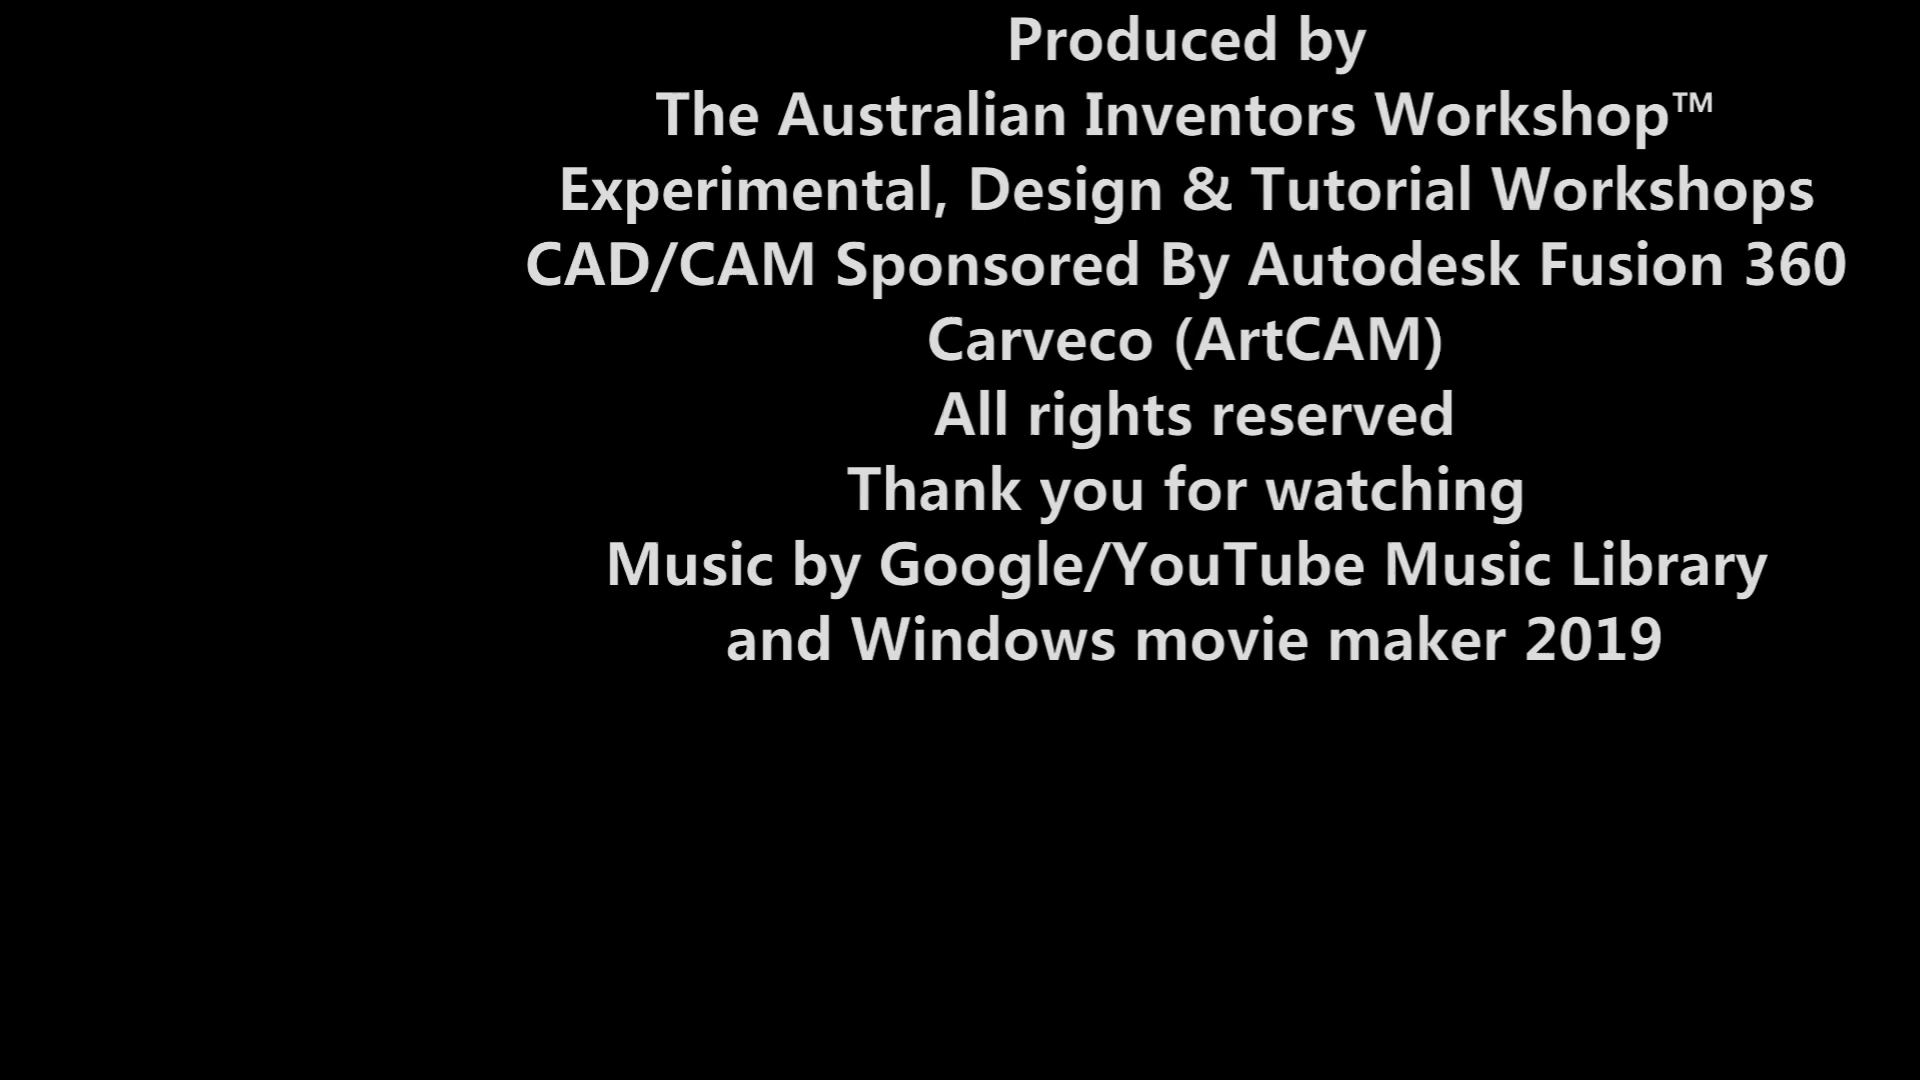 Produced by
The Australian Inventors Workshop™
Experimental, Design & Tutorial Workshops
CAD/CAM Sponsored By Autodesk Fusion 360
Carveco (ArtCAM)
All rights reserved
Thank you for watching
Music by Google/YouTube Music Library
and Windows movie maker 2019